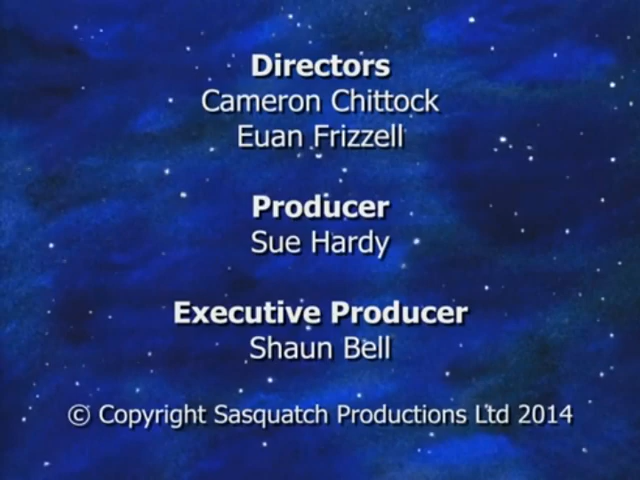 Directors
Cameron Chittock
Euan Frizzell
Producer
Sue Hardy
Executive Producer
Shaun Bell
© Copyright Sasquatch Productions Ltd 2014